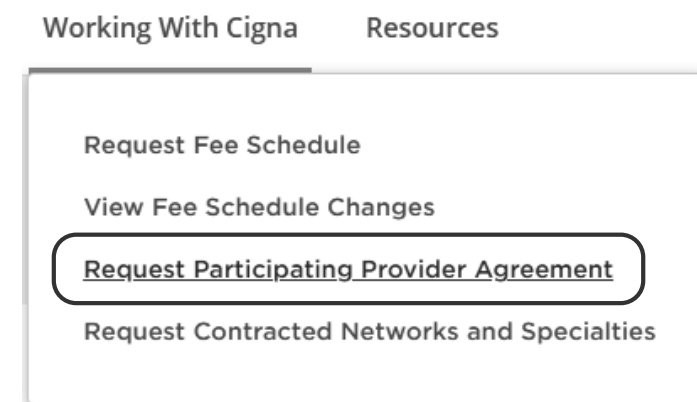 Working With Cigna Resources
Request Fee Schedule
View Fee Schedule Changes
Request Participating Provider Agreement
Request Contracted Networks and Specialties